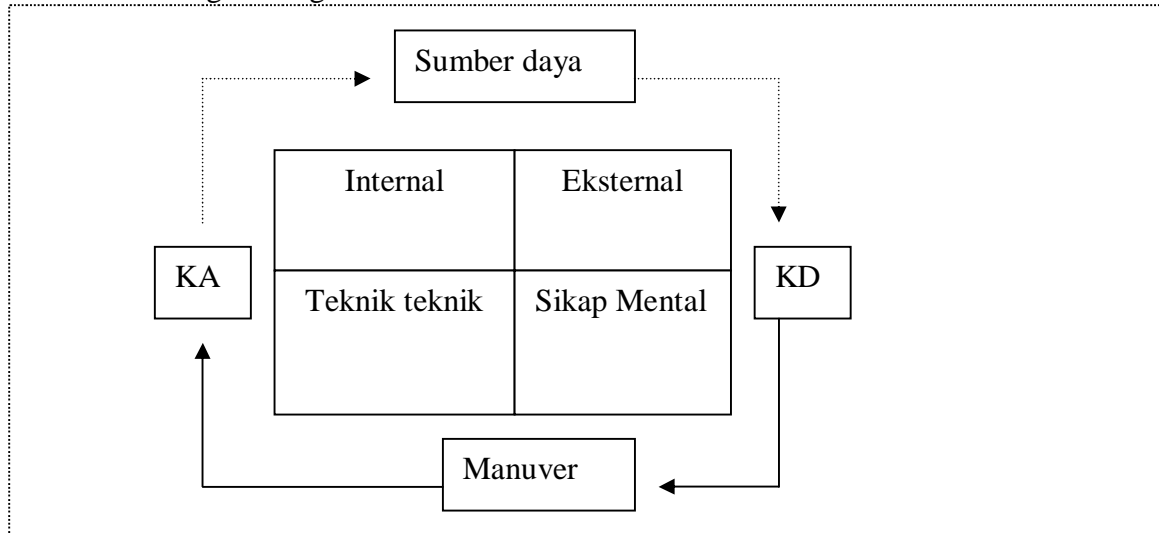 Sumber daya
Internal Eksternal
KA
KD
Teknik teknik Sikap Mental
Manuver